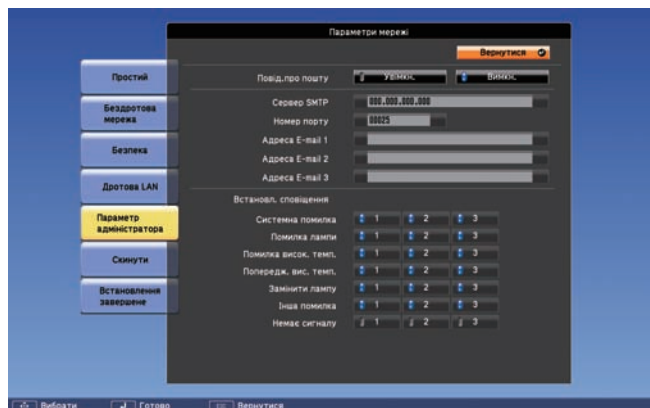 Параметри мережі
Вернутися
Простий
Бездротова
мережа
Безпека
Дротова LAN
Параметр
адміністратора
Скинути
Встановлення
завершене
Повід.про пошту Увімкн. Вимкн.
Сервер SMTP 000.000.000.000
Номер порту 00025
Адреса E-mail 1
Адреса E-mail 2
Адреса E-mail 3
Встановл. сповіщення
Системна помилка 1 2 3
Помилка лампи 1 2 3
Помилка висок. темп. 1 2 3
Попередж. вис. темп. 1 2 3
Замінити лампу 1 2 3
Інша помилка 1 2 3
Немає сигналу 1 2 3
Вибрати Готово Вернутися